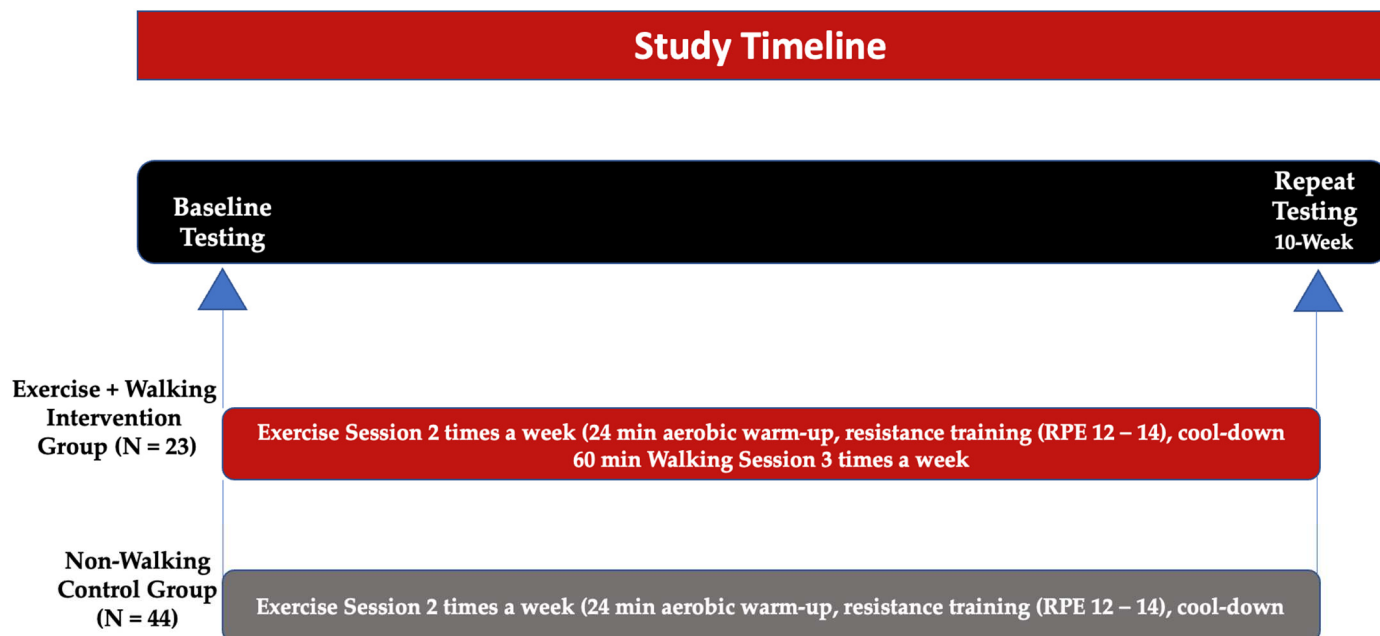 Study Timeline
Baseline
Testing
Repeat
Testing
10-Week
Exercise + Walking
Intervention
Group (N = 23)
Exercise Session 2 times a week (24 min aerobic warm-up, resistance training (RPE 12 – 14), cool-down
60 min Walking Session 3 times a week
Non-Walking
Control Group
(N = 44)
Exercise Session 2 times a week (24 min aerobic warm-up, resistance training (RPE 12 – 14), cool-down